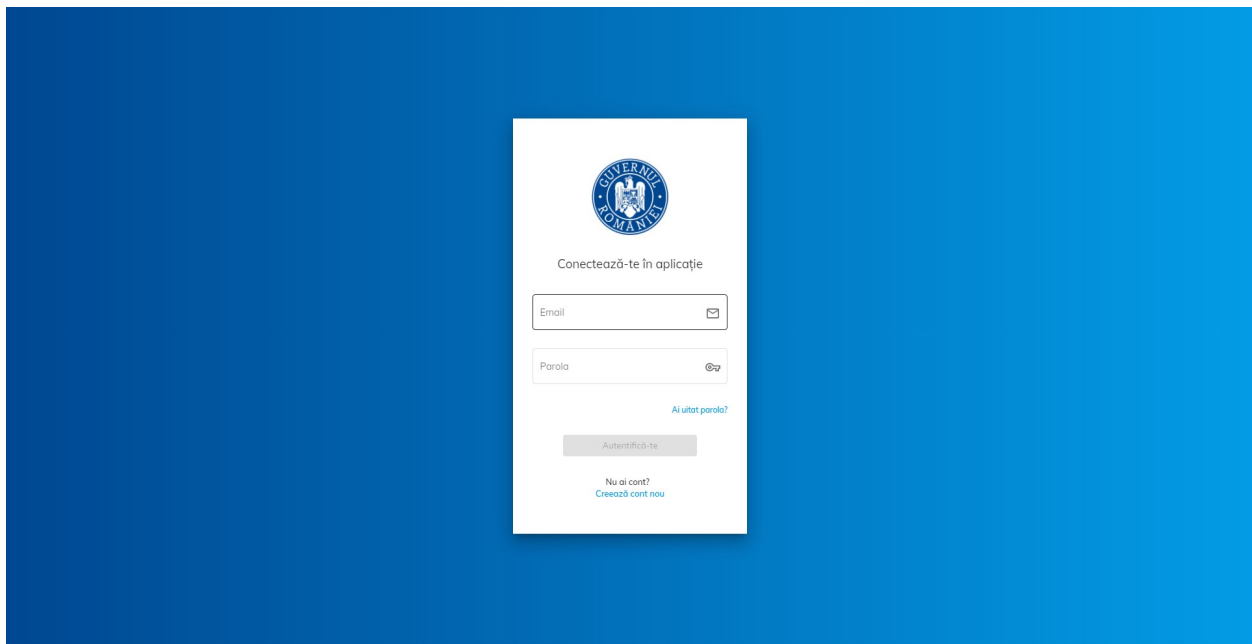 GUVERNUL ROMÂNIEI
Conectează-te în aplicație
Email
Parola
Ai uitat parola?
Autentifică-te
Nu ai cont?
Creează cont nou